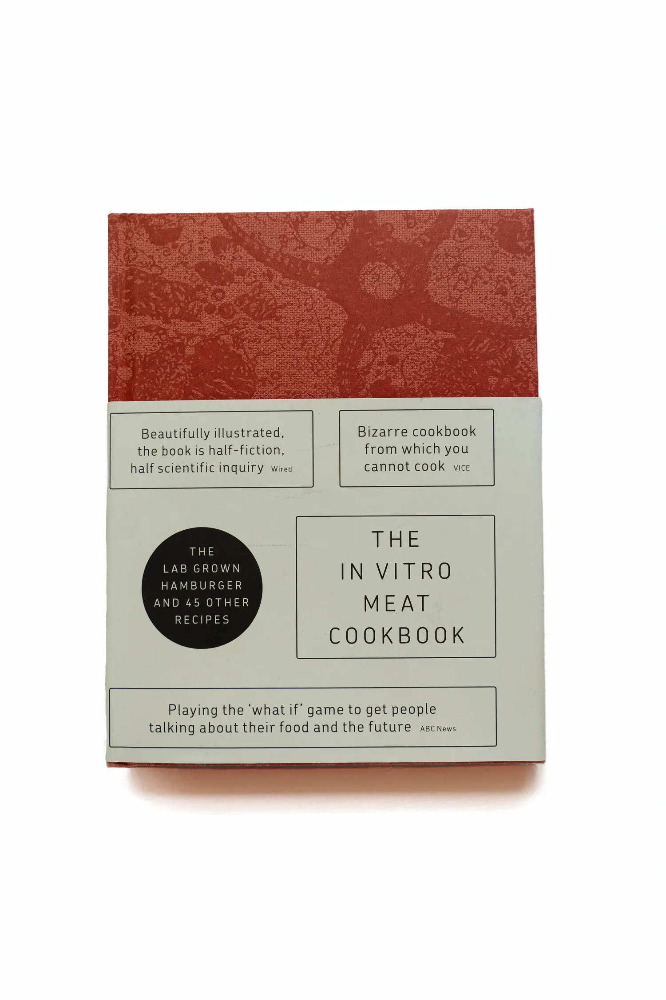 Beautifully illustrated,
the book is half-fiction,
half scientific inquiry Wired
Bizarre cookbook
from which you
cannot cook VICE
THE
LAB GROWN
HAMBURGER
AND 45 OTHER
RECIPES
THE
IN VITRO
MEAT
COOKBOOK
Playing the ‘what if’ game to get people
talking about their food and the future ABC News